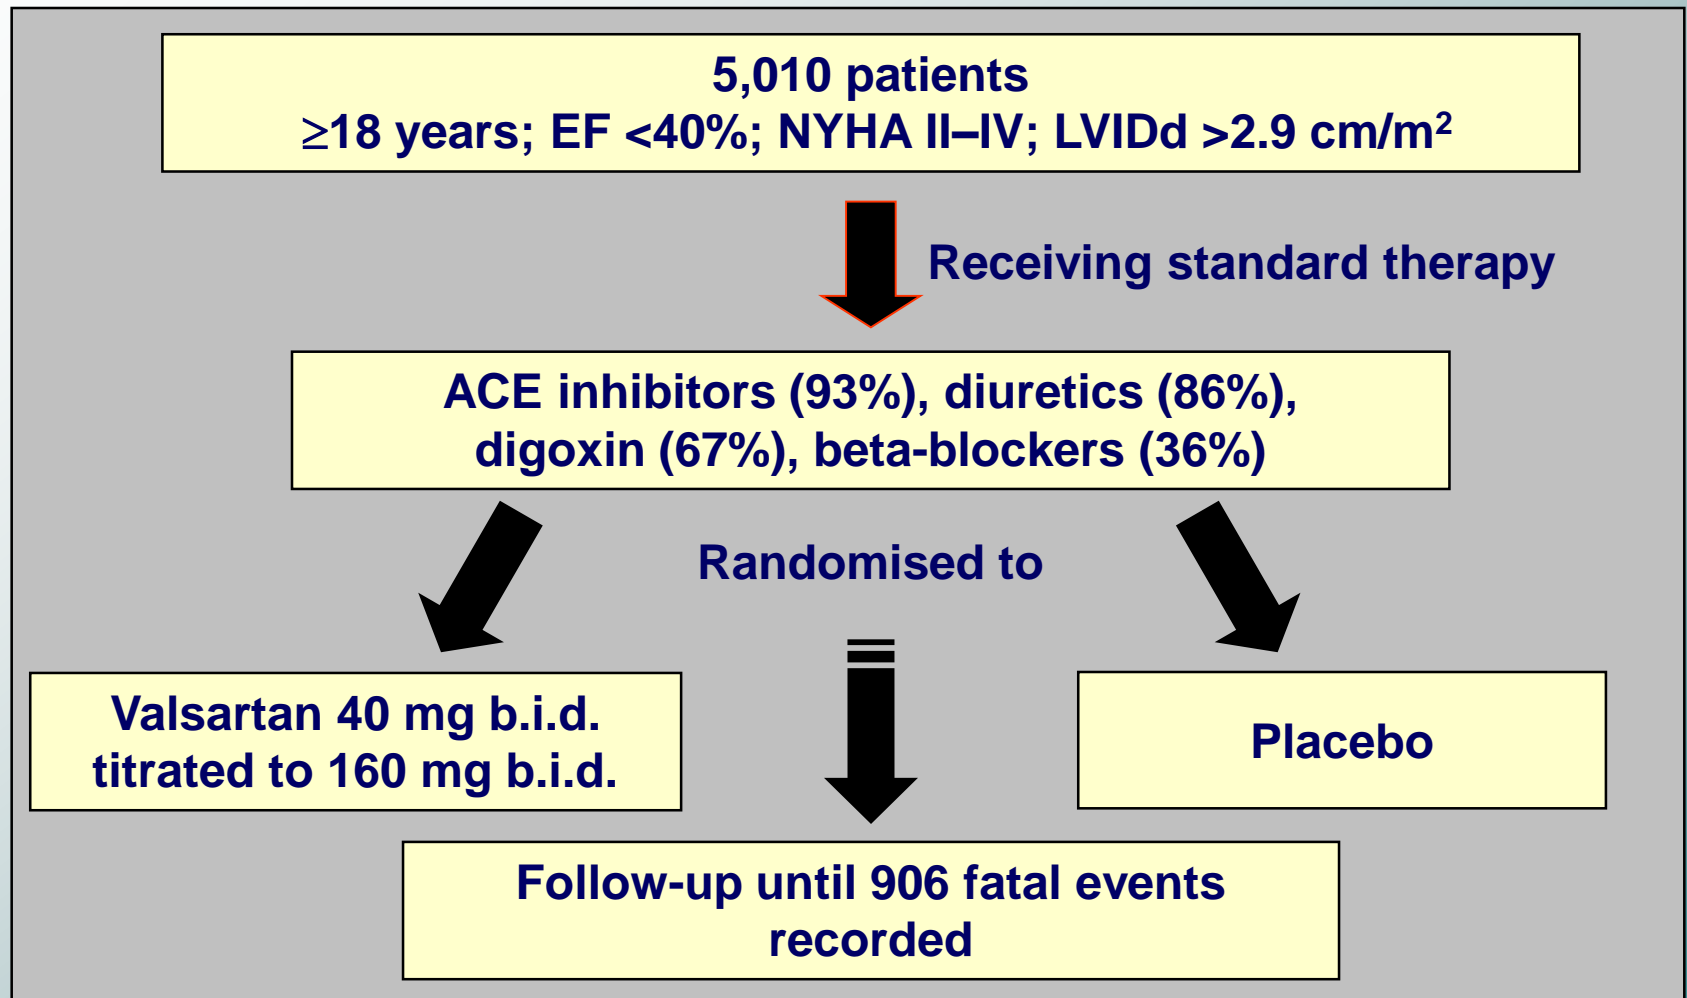 5,010 patients
≥18 years; EF <40%; NYHA II–IV; LVIDd >2.9 cm/m²
Receiving standard therapy
ACE inhibitors (93%), diuretics (86%),
digoxin (67%), beta-blockers (36%)
Randomised to
Valsartan 40 mg b.i.d.
titrated to 160 mg b.i.d.
Placebo
Follow-up until 906 fatal events
recorded